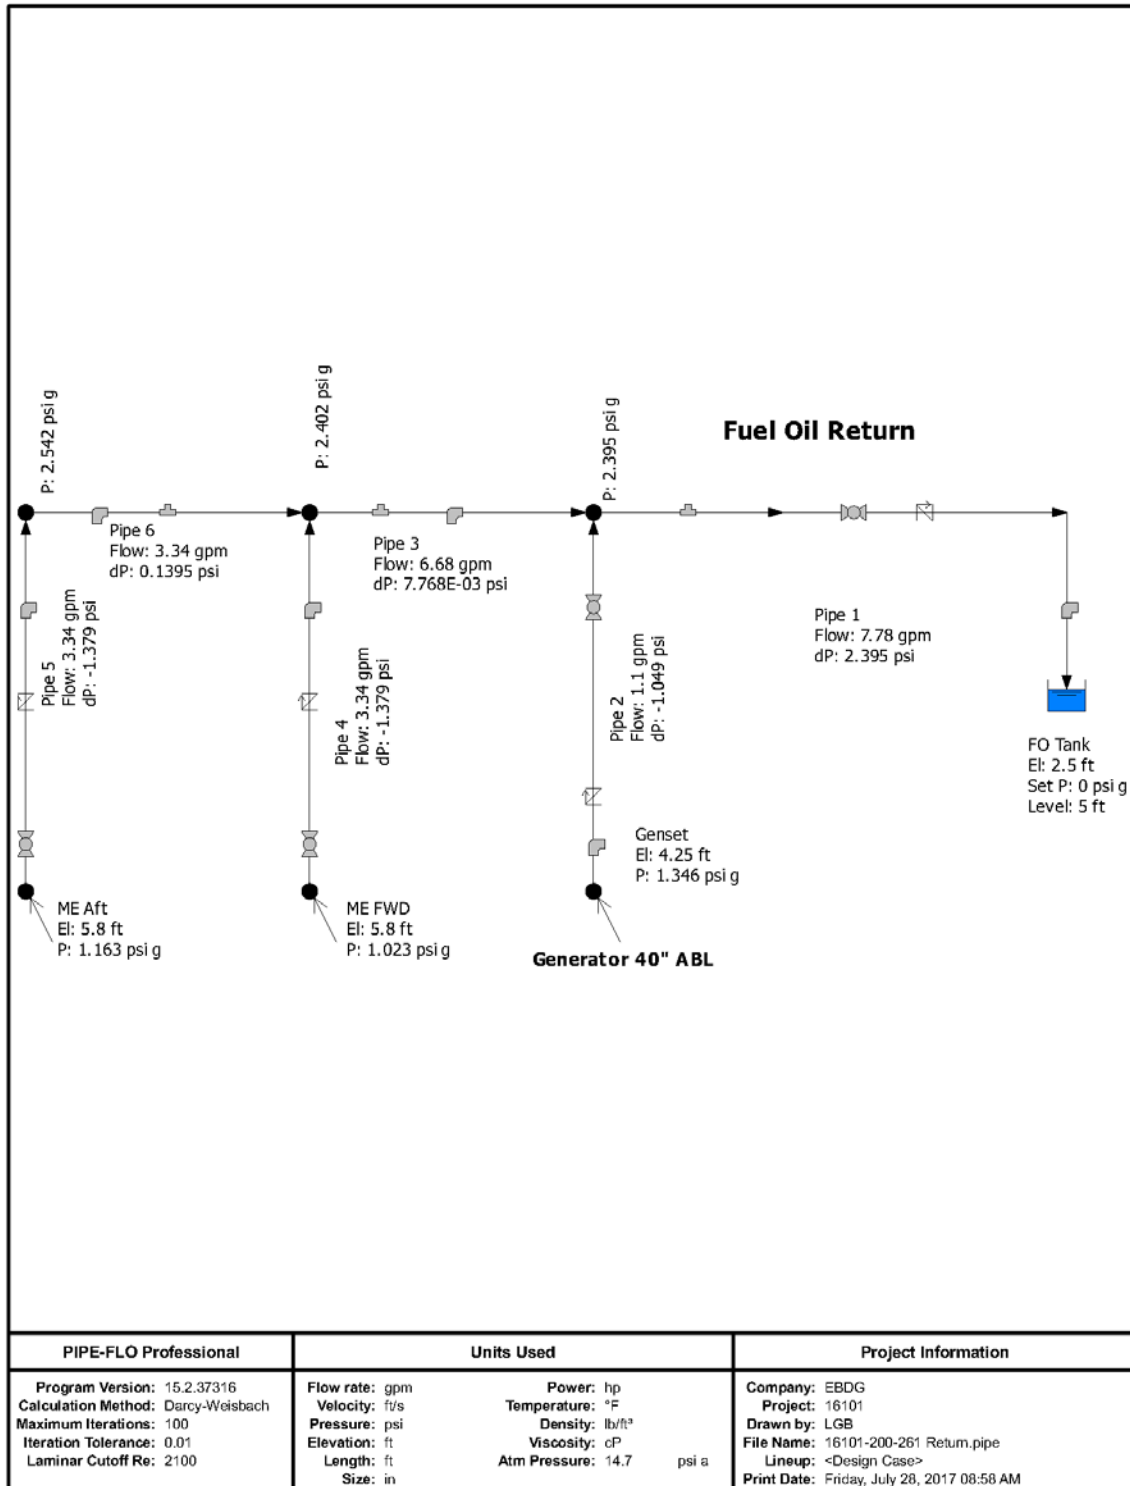 P: 2.542 psi g
P: 2.402 psi g
P: 2.395 psi g
Fuel Oil Return
Pipe 6
Flow: 3.34 gpm
dP: 0.1395 psi
Pipe 3
Flow: 6.68 gpm
dP: 7.768E-03 psi
Pipe 5
Flow: 3.34 gpm
dP: -1.379 psi
Pipe 4
Flow: 3.34 gpm
dP: -1.379 psi
Pipe 2
Flow: 1.1 gpm
dP: -1.049 psi
Pipe 1
Flow: 7.78 gpm
dP: 2.395 psi
FO Tank
El: 2.5 ft
Set P: 0 psi g
Level: 5 ft
Genset
El: 4.25 ft
P: 1.346 psi g
ME Aft
El: 5.8 ft
P: 1.163 psi g
ME FWD
El: 5.8 ft
P: 1.023 psi g
Generator 40" ABL
PIPE-FLO Professional
Program Version: 15.2.37316
Calculation Method: Darcy-Weisbach
Maximum Iterations: 100
Iteration Tolerance: 0.01
Laminar Cutoff Re: 2100
Units Used
Flow rate: gpm
Velocity: ft/s
Pressure: psi
Elevation: ft
Length: ft
Size: in
Power: hp
Temperature: °F
Density: lb/ft³
Viscosity: cP
Atm Pressure: 14.7 psi a
Project Information
Company: EBDG
Project: 16101
Drawn by: LGB
File Name: 16101-200-261 Return.pipe
Lineup: <Design Case>
Print Date: Friday, July 28, 2017 08:58 AM